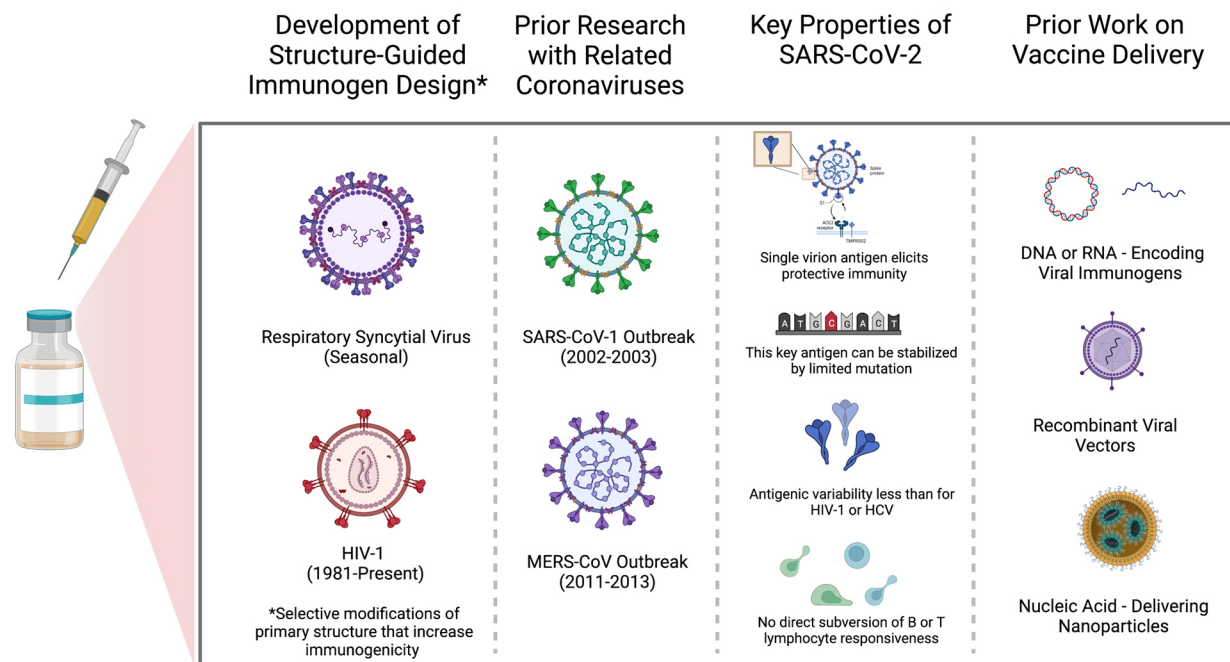 Development of
Structure-Guided
Immunogen Design*
Prior Research
with Related
Coronaviruses
Key Properties of
SARS-CoV-2
Prior Work on
Vaccine Delivery
Respiratory Syncytial Virus
(Seasonal)
HIV-1
(1981-Present)
*Selective modifications of
primary structure that increase
immunogenicity
SARS-CoV-1 Outbreak
(2002-2003)
MERS-CoV Outbreak
(2011-2013)
Spike
protein
S1
ACE2
receptor
TMPRSS2
Single virion antigen elicits
protective immunity
A T G C G A C T
This key antigen can be stabilized
by limited mutation
Antigenic variability less than for
HIV-1 or HCV
No direct subversion of B or T
lymphocyte responsiveness
DNA or RNA - Encoding
Viral Immunogens
Recombinant Viral
Vectors
Nucleic Acid - Delivering
Nanoparticles